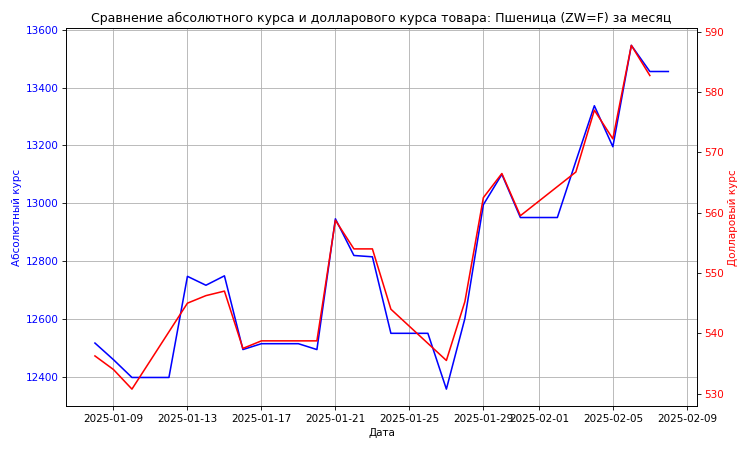 Сравнение абсолютного курса и долларового курса товара: Пшеница (ZW=F) за месяц
Абсолютный курс
13600
13400
13200
13000
12800
12600
12400
590
580
570
560
550
540
530
Долларовый курс
2025-01-09 2025-01-13 2025-01-17 2025-01-21 2025-01-25 2025-01-29 2025-02-01 2025-02-05 2025-02-09
Дата